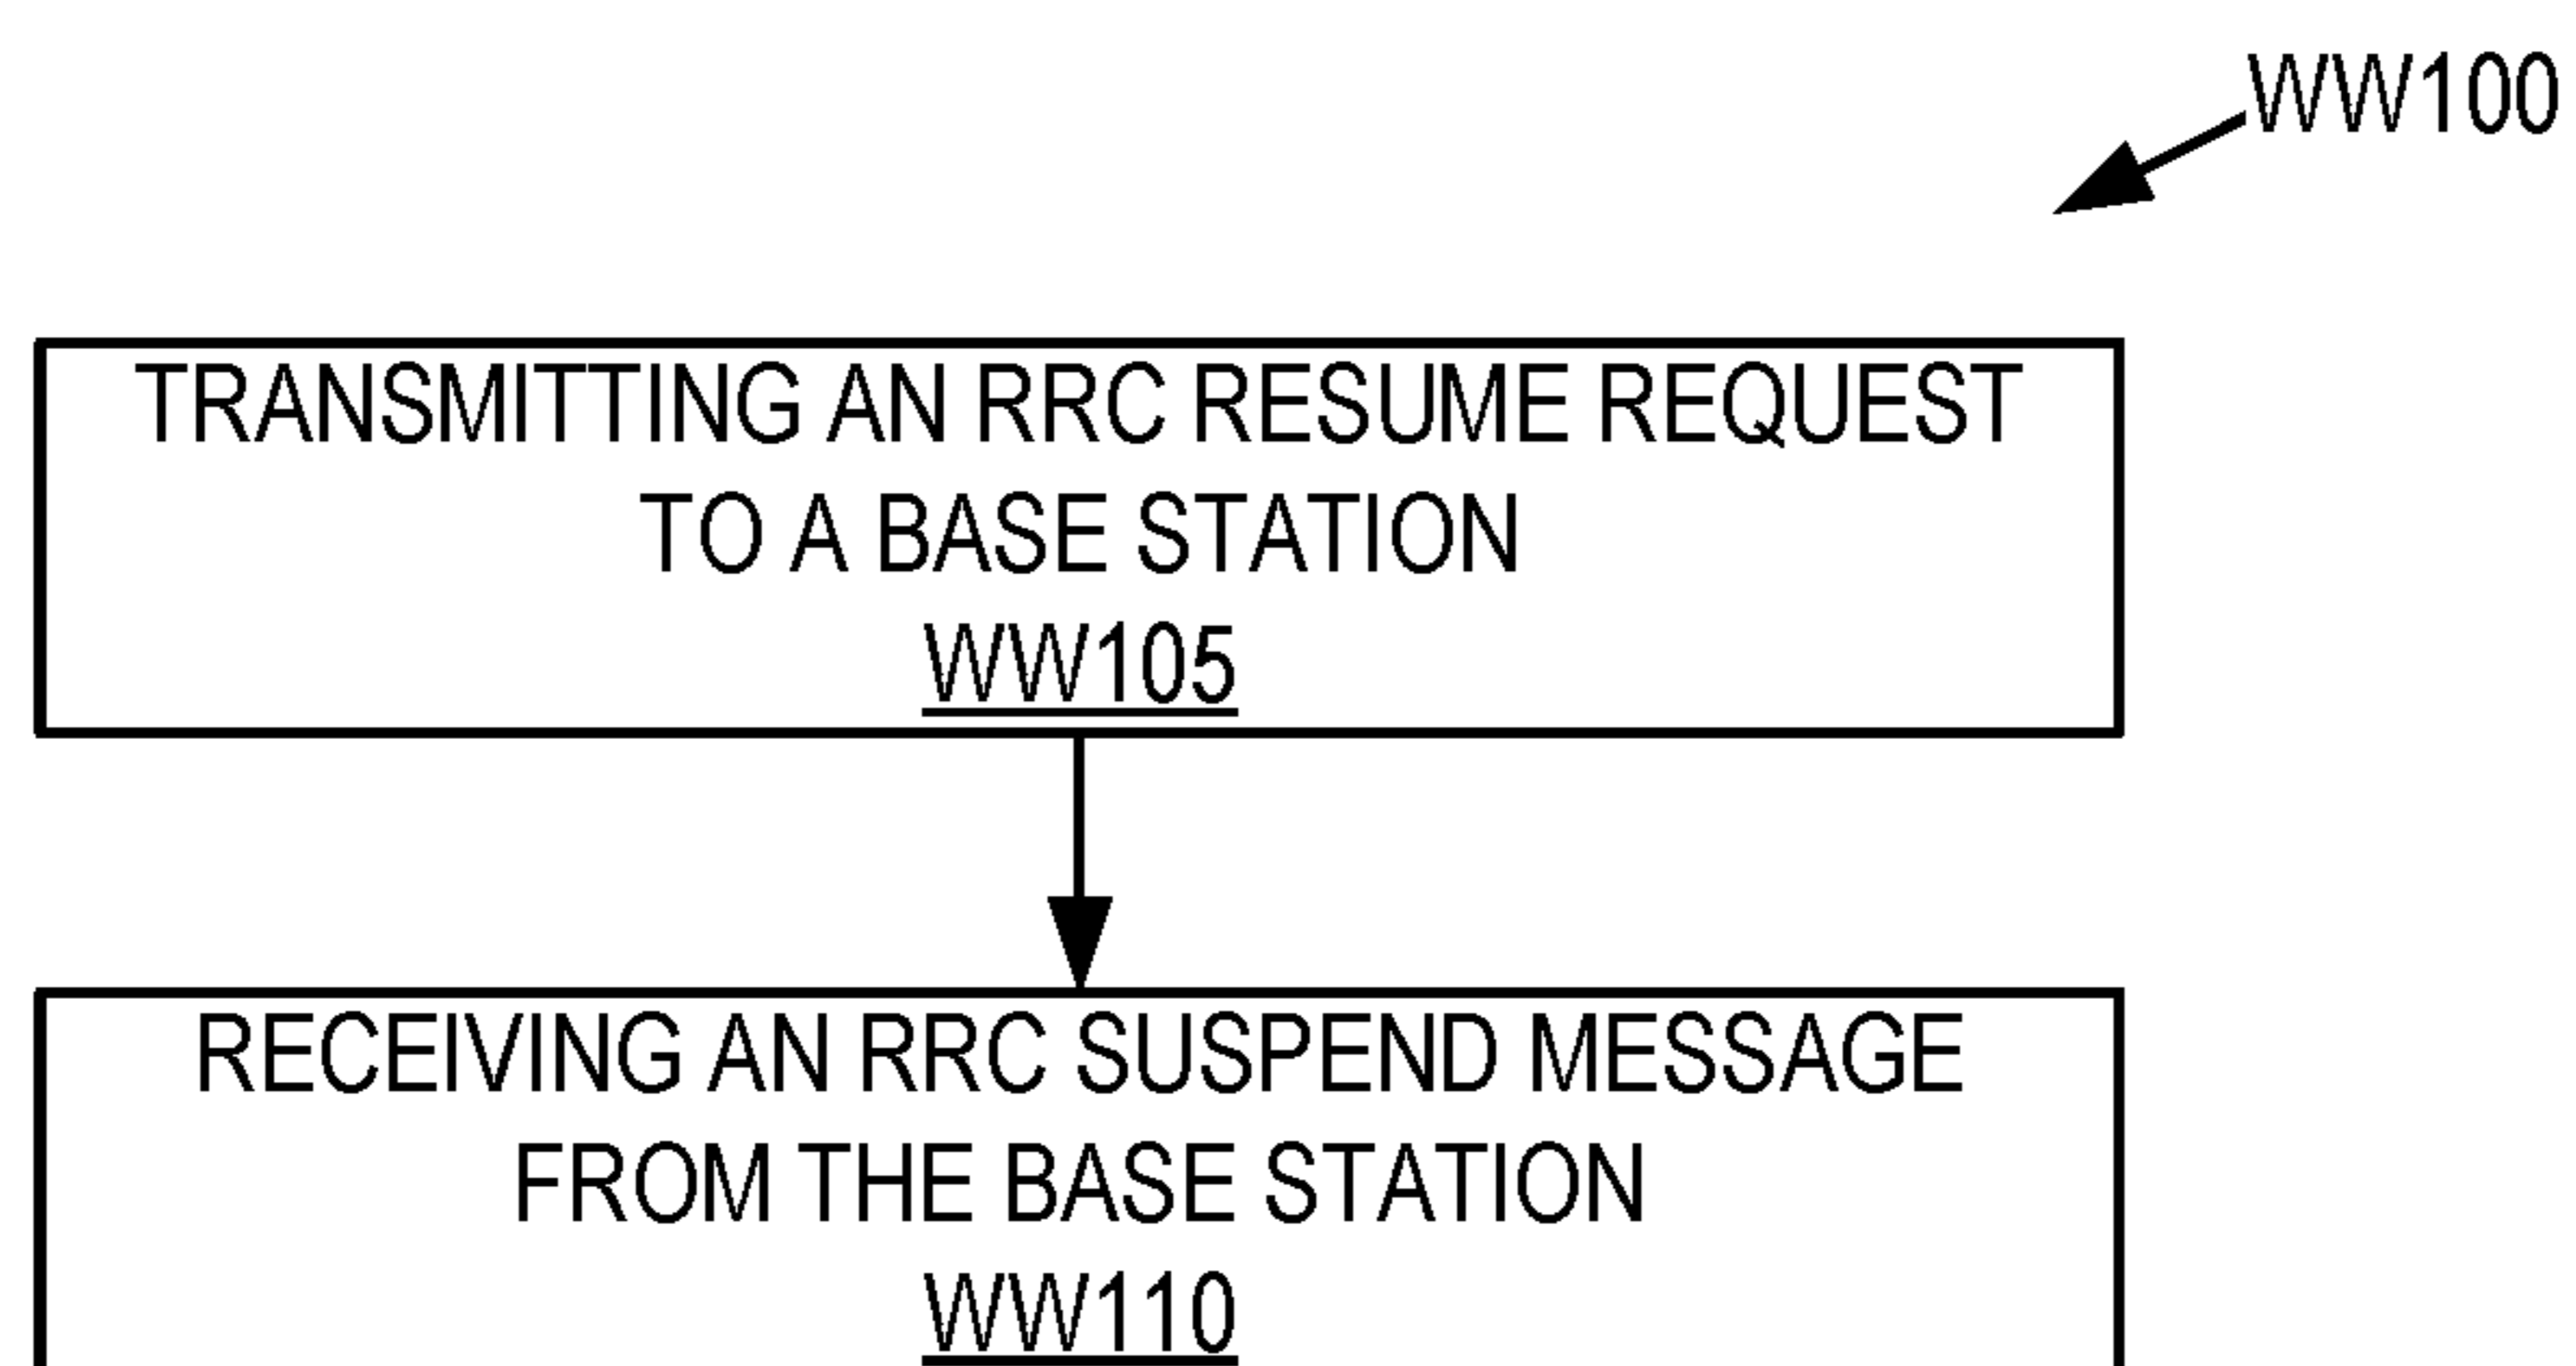 WW100
TRANSMITTING AN RRC RESUME REQUEST
TO A BASE STATION
WW105
RECEIVING AN RRC SUSPEND MESSAGE
FROM THE BASE STATION
WW110